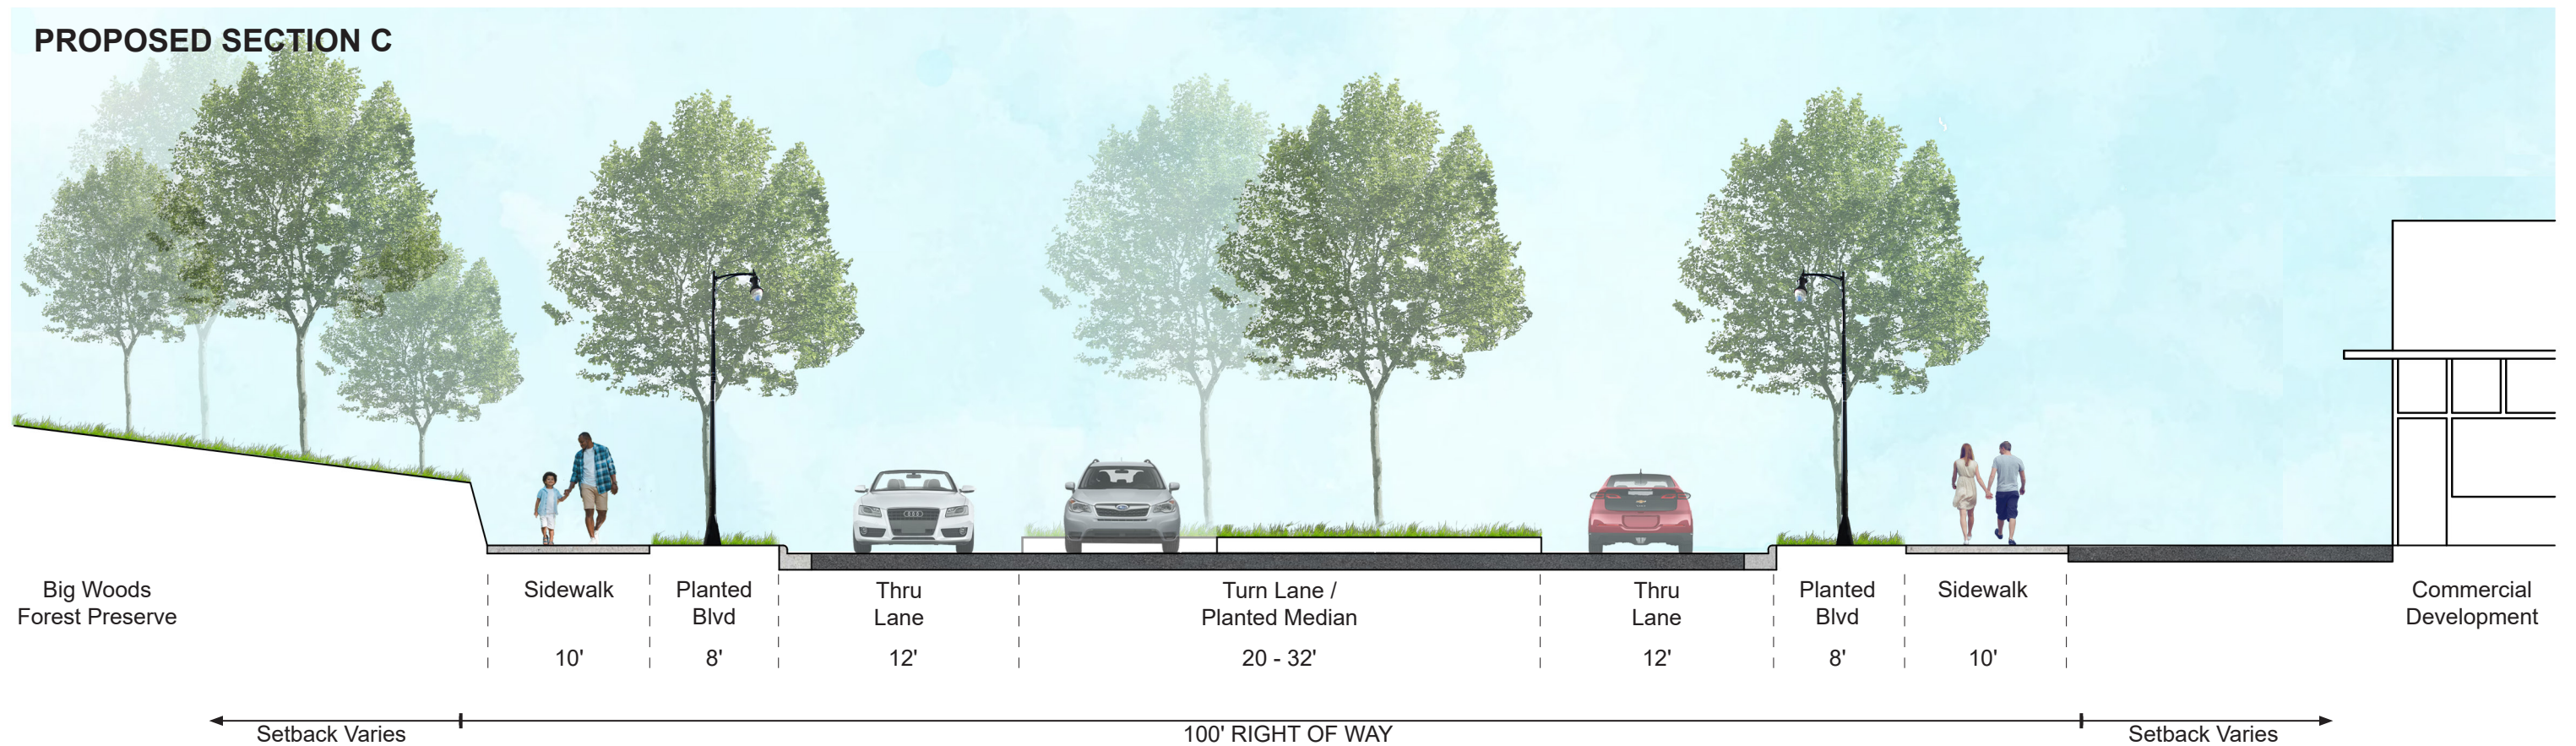 PROPOSED SECTION C
Big Woods
Forest Preserve
Sidewalk
10'
Planted
Blvd
8'
Thru
Lane
12'
Turn Lane /
Planted Median
20 - 32'
Thru
Lane
12'
Planted
Blvd
8'
Sidewalk
10'
Commercial
Development
Setback Varies
100' RIGHT OF WAY
Setback Varies